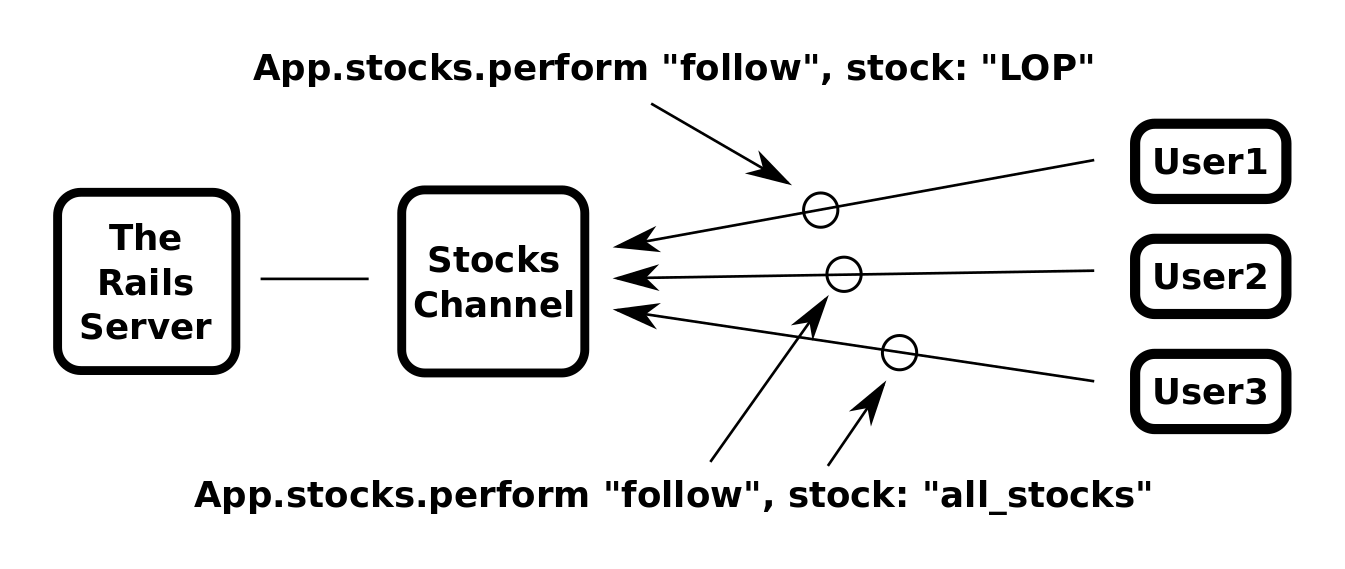 App.stocks.perform "follow", stock: "LOP"
User1
The
Rails
Server
Stocks
Channel
User2
User3
App.stocks.perform "follow", stock: "all_stocks"